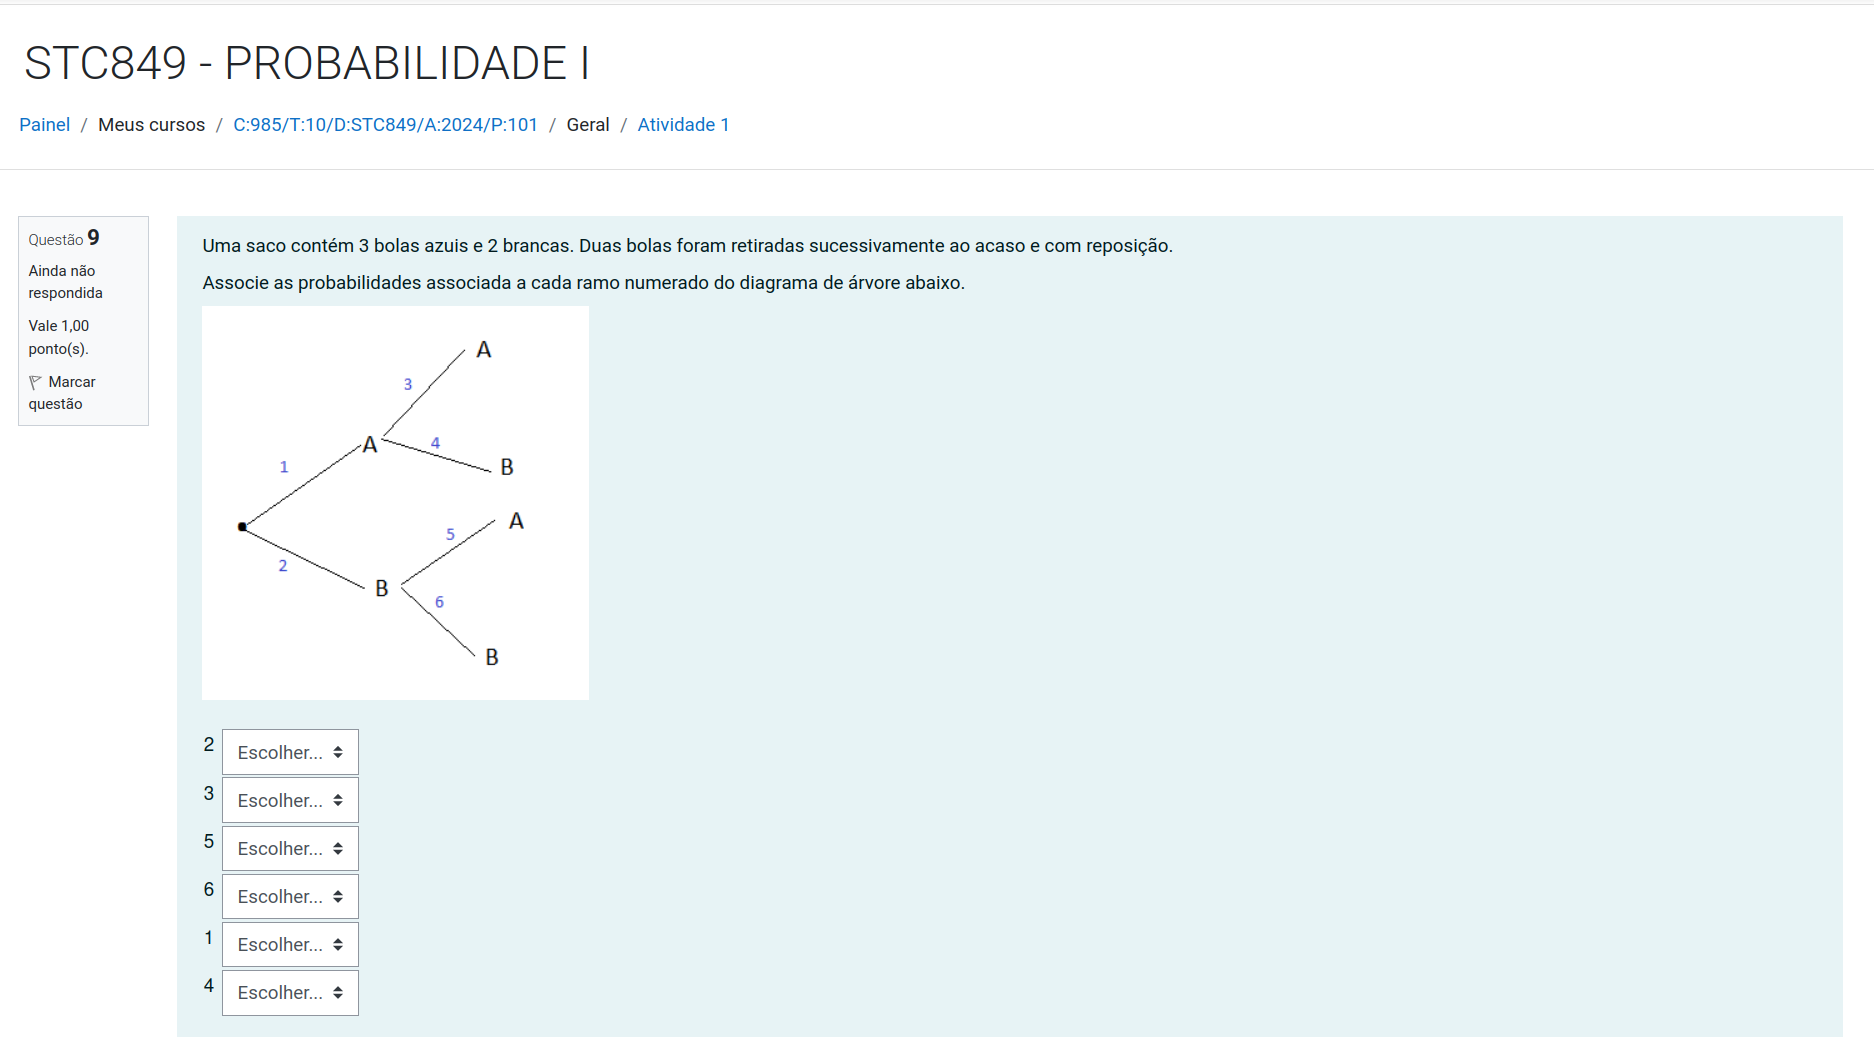 STC849 - PROBABILIDADE I
Painel / Meus cursos / C:985/T:10/D:STC849/A:2024/P:101 / Geral / Atividade 1
Questão 9
Ainda não
respondida
Vale 1,00
ponto(s).
Marcar
questão
Uma saco contém 3 bolas azuis e 2 brancas. Duas bolas foram retiradas sucessivamente ao acaso e com reposição.
Associe as probabilidades associada a cada ramo numerado do diagrama de árvore abaixo.
A
3
A
4
1
B
A
5
2
B
6
B
2 Escolher...
3 Escolher...
5 Escolher...
6 Escolher...
1 Escolher...
4 Escolher...